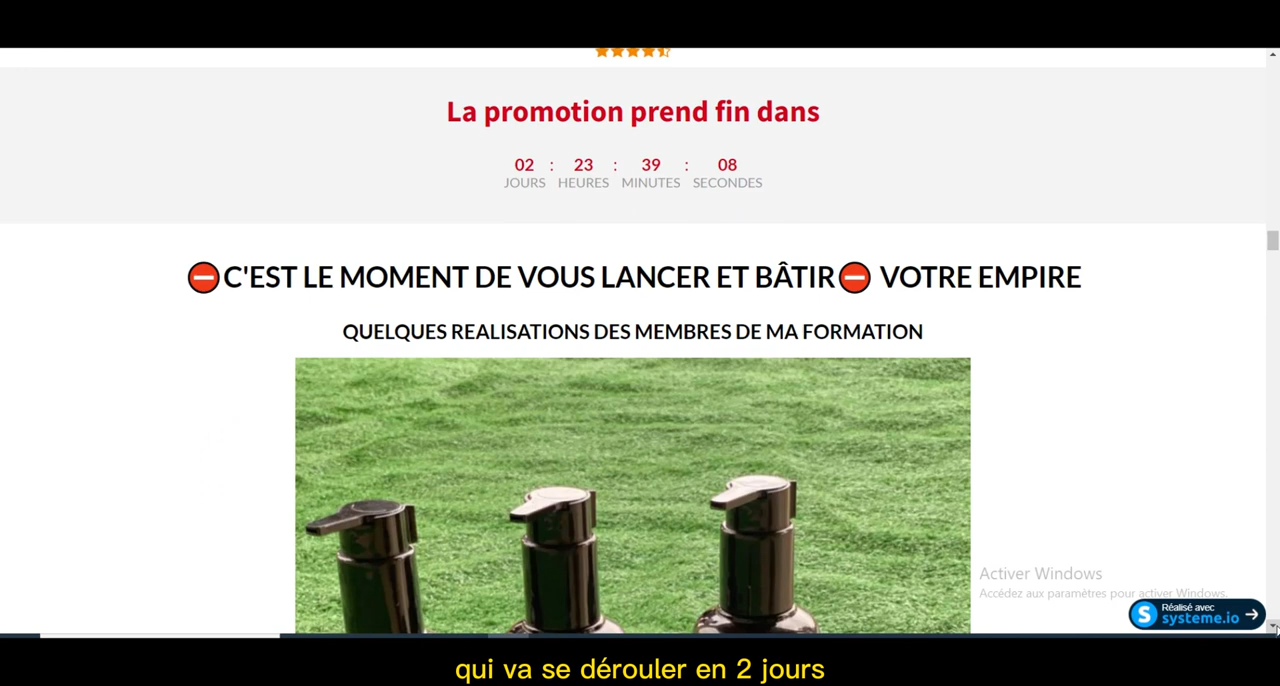 La promotion prend fin dans
02 : 23 : 39 : 08
JOURS HEURES MINUTES SECONDES
C'EST LE MOMENT DE VOUS LANCER ET BÂTIR VOTRE EMPIRE
QUELQUES REALISATIONS DES MEMBRES DE MA FORMATION
Activer Windows
Accédez aux paramètres pour activer Windows.
Réalisé avec
systeme.io
qui va se dérouler en 2 jours